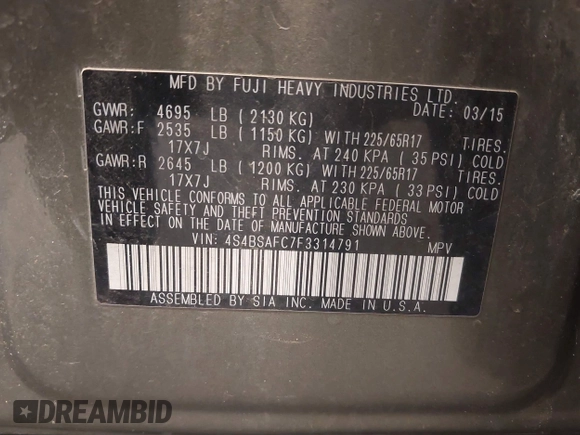 MFD BY FUJI HEAVY INDUSTRIES LTD.
GVWR: 4695 LB ( 2130 KG) DATE: 03/15
GAWR:F 2535 LB ( 1150 KG) WITH 225/65R17 TIRES.
17X7J RIMS. AT 240 KPA ( 35 PSI) COLD
GAWR:R 2645 LB ( 1200 KG) WITH 225/65R17 TIRES.
17X7J RIMS. AT 230 KPA ( 33 PSI) COLD
THIS VEHICLE CONFORMS TO ALL APPLICABLE FEDERAL MOTOR
VEHICLE SAFETY AND THEFT PREVENTION STANDARDS
IN EFFECT ON THE DATE OF MANUFACTURE SHOWN ABOVE.
VIN: 4S4BSAFC7F3314791 MPV
ASSEMBLED BY SIA INC. MADE IN U.S.A.
DREAMBID